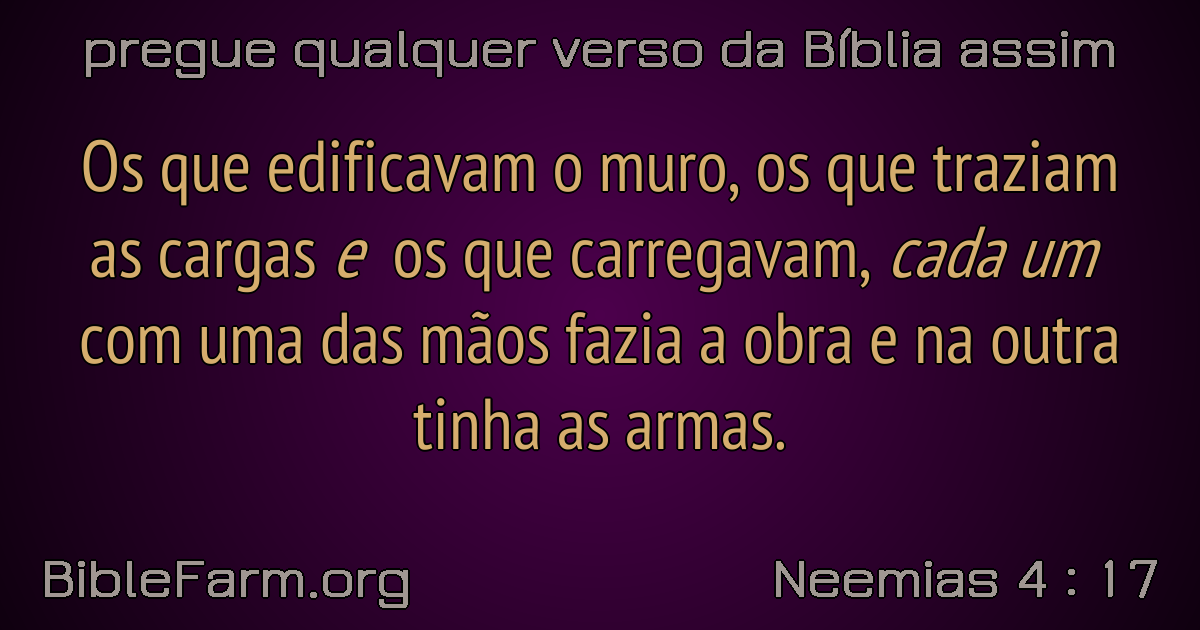 pregue qualquer verso da Bíblia assim
Os que edificavam o muro, os que traziam
as cargas e os que carregavam, cada um
com uma das mãos fazia a obra e na outra
tinha as armas.
BibleFarm.org
Neemias 4 : 17